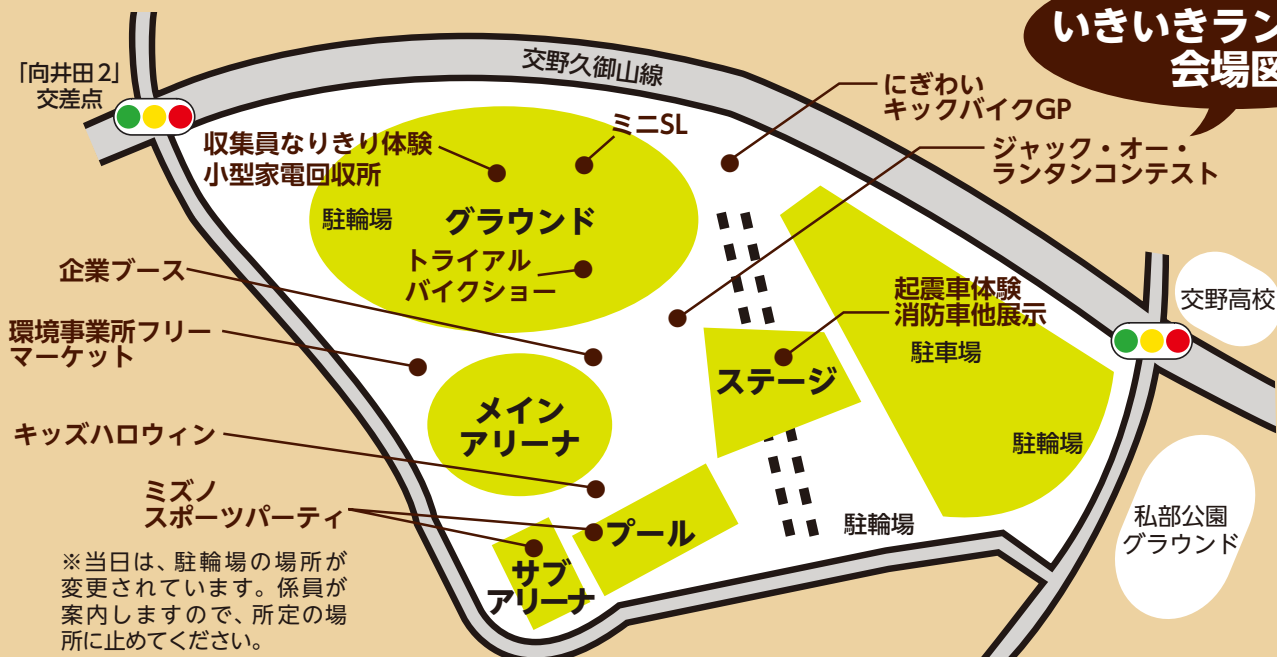 いきいきラン
会場図
「向井田2」
交差点
交野久御山線
にぎわい
キックバイクGP
ジャック・オー・
ランタンコンテスト
収集員なりきり体験
小型家電回収所
ミニSL
駐輪場
グラウンド
トライアル
バイクショー
企業ブース
環境事業所フリー
マーケット
起震車体験
消防車他展示
駐車場
ステージ
交野高校
メイン
アリーナ
キッズハロウィン
駐輪場
ミズノ
スポーツパーティ
プール
駐輪場
私部公園
グラウンド
サブ
アリーナ
※当日は、駐輪場の場所が
変更されています。係員が
案内しますので、所定の場
所に止めてください。